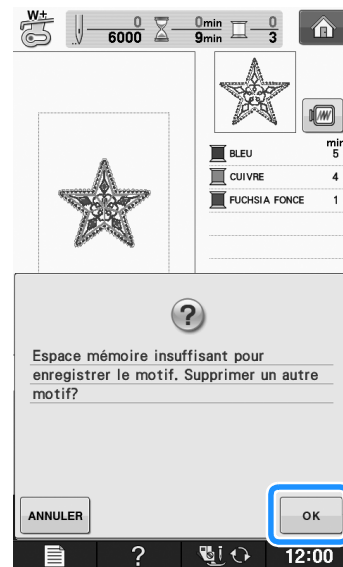 W±
0
6000
0min
9min
0
3
min
BLEU 5
CUIVRE 4
FUCHSIA FONCE 1
?
Espace mémoire insuffisant pour
enregistrer le motif. Supprimer un autre
motif?
ANNULER
OK
?
12:00